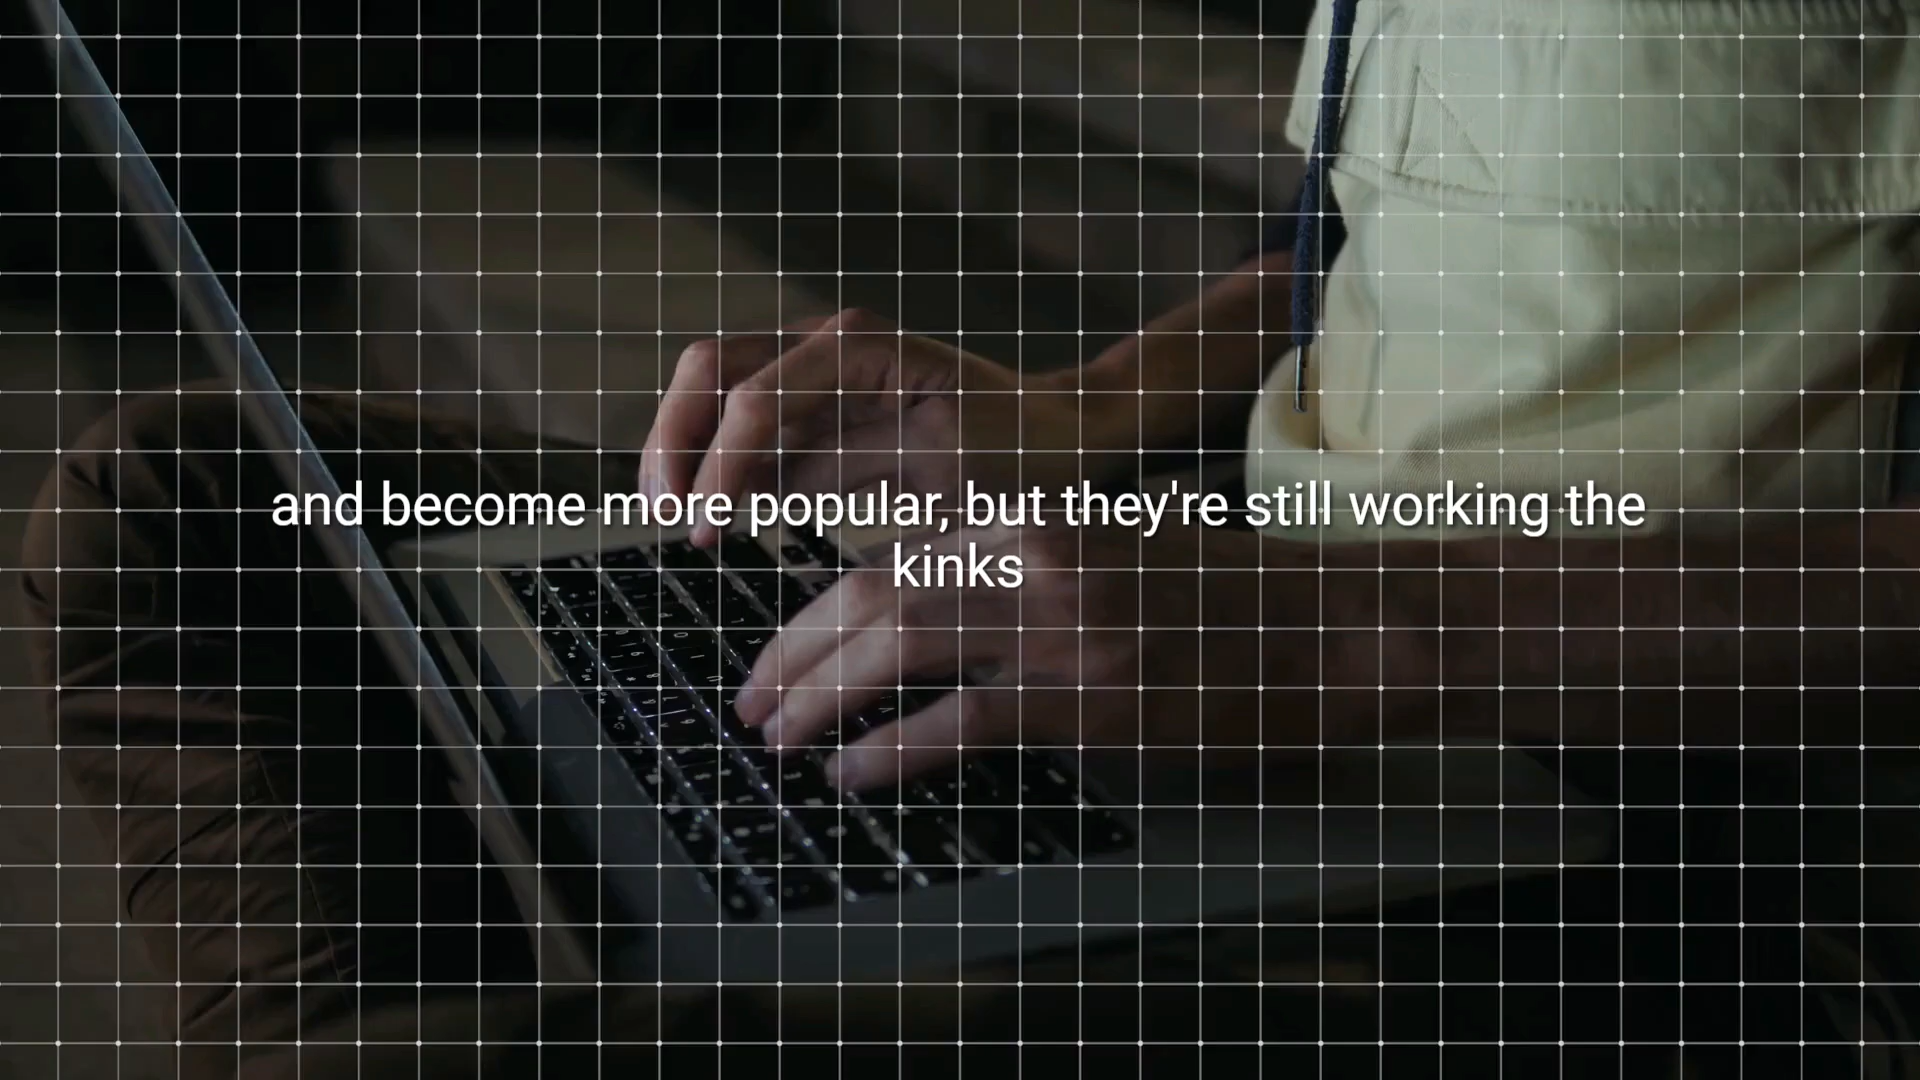 and become more popular, but they're still working the
kinks